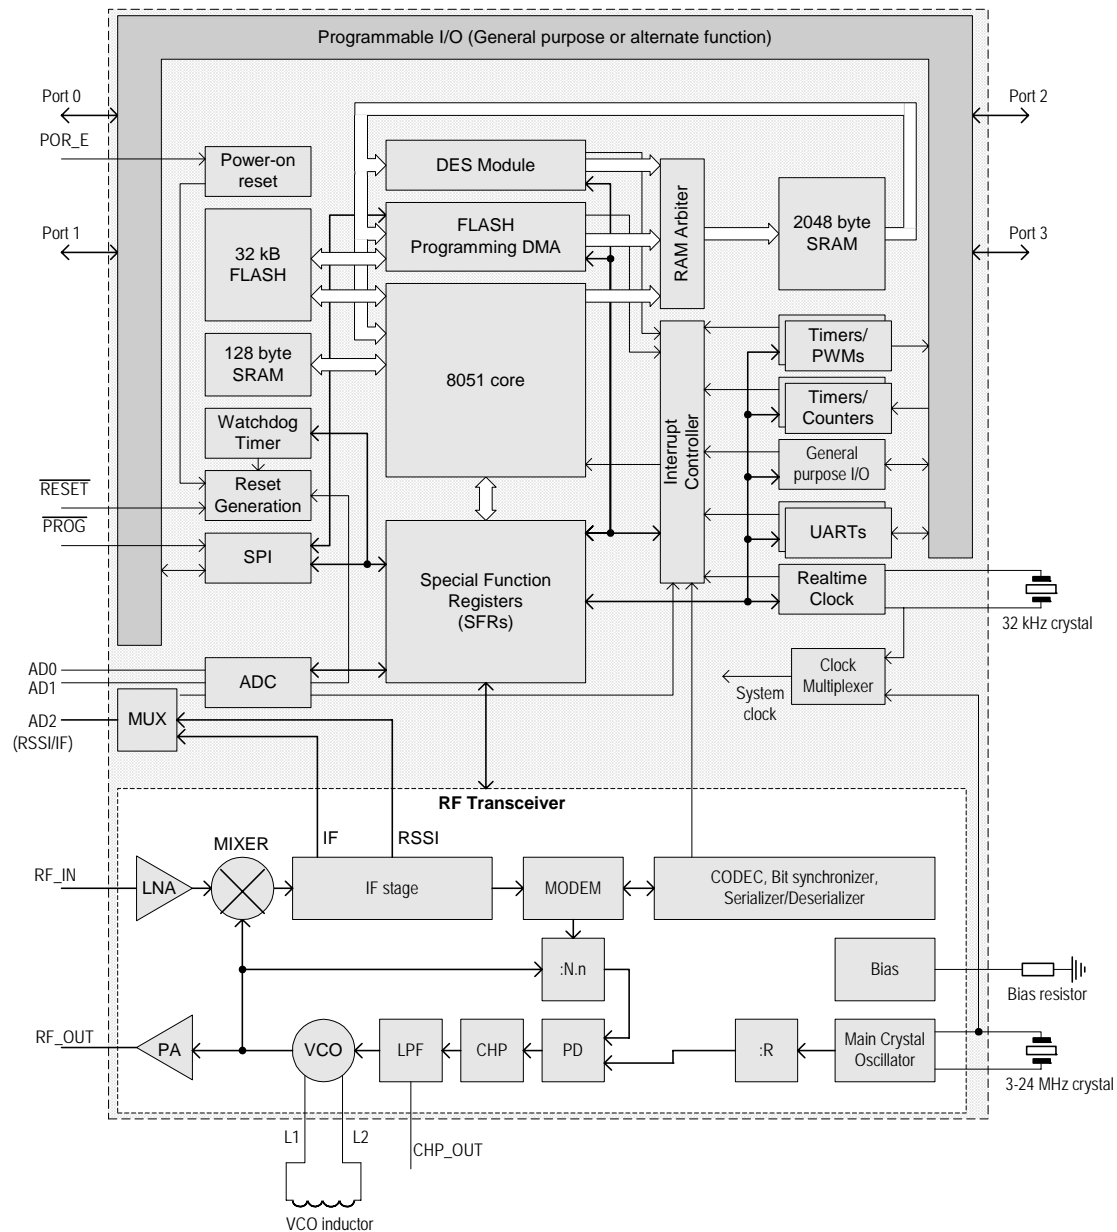 Programmable I/O (General purpose or alternate function)
Port 0
Port 2
POR_E
Power-on
reset
DES Module
RAM Arbiter
2048 byte
SRAM
Port 1
32 kB
FLASH
FLASH
Programming DMA
Port 3
128 byte
SRAM
8051 core
Interrupt
Controller
Timers/
PWMs
Timers/
Counters
Watchdog
Timer
General
purpose I/O
RESET
Reset
Generation
PROG
SPI
UARTs
Special Function
Registers
(SFRs)
Realtime
Clock
32 kHz crystal
AD0
AD1
ADC
Clock
Multiplexer
System
clock
AD2
(RSSI/IF)
MUX
RF Transceiver
IF
RSSI
MIXER
RF_IN
LNA
IF stage
MODEM
CODEC, Bit synchronizer,
Serializer/Deserializer
:N.n
Bias
Bias resistor
RF_OUT
PA
VCO
LPF
CHP
PD
:R
Main Crystal
Oscillator
3-24 MHz crystal
L1
L2
CHP_OUT
VCO inductor